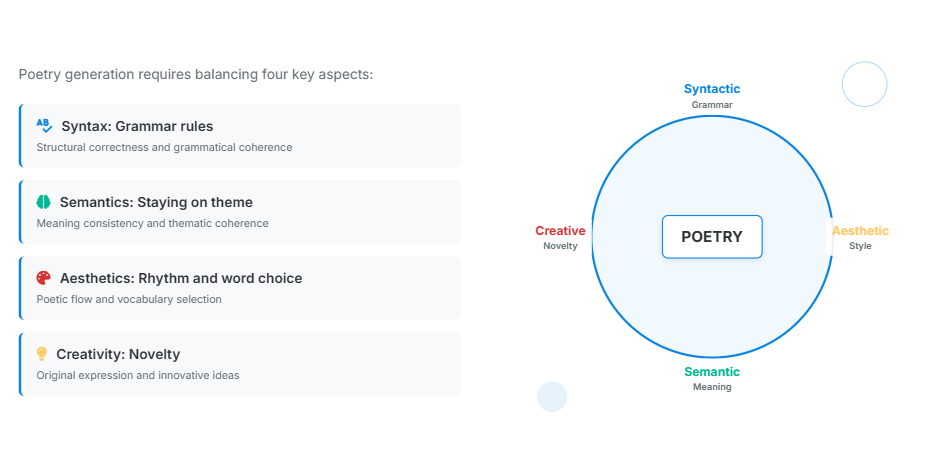 Poetry generation requires balancing four key aspects:
AB
Syntax: Grammar rules
Structural correctness and grammatical coherence
Semantics: Staying on theme
Meaning consistency and thematic coherence
Aesthetics: Rhythm and word choice
Poetic flow and vocabulary selection
Creativity: Novelty
Original expression and innovative ideas
Syntactic
Grammar
Creative
Novelty
POETRY
Aesthetic
Style
Semantic
Meaning